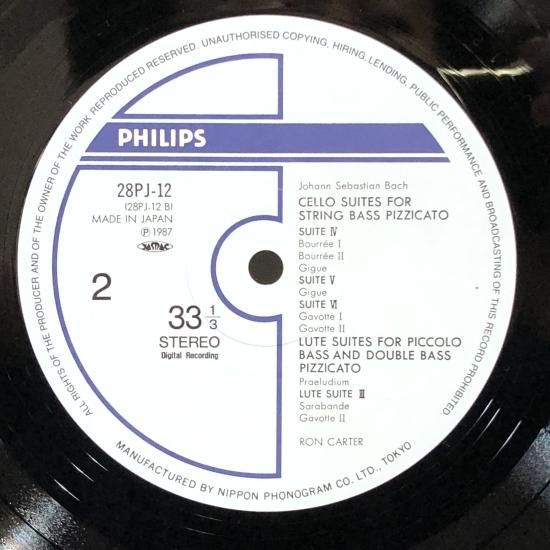 ALL RIGHTS OF THE PRODUCER AND OF THE OWNER OF THE WORK REPRODUCED RESERVED. UNAUTHORISED COPYING, HIRING, LENDING, PUBLIC PERFORMANCE AND BROADCASTING OF THIS RECORD PROHIBITED.
PHILIPS
28PJ-12
(28PJ-12 B)
MADE IN JAPAN
Ⓟ 1987
JASRAC
2
33 1/3
STEREO
Digital Recording
Johann Sebastian Bach
CELLO SUITES FOR
STRING BASS PIZZICATO
SUITE Ⅳ
Bourrée I
Bourrée II
Gigue
SUITE Ⅴ
Gigue
SUITE Ⅵ
Gavotte I
Gavotte II
LUTE SUITES FOR PICCOLO
BASS AND DOUBLE BASS
PIZZICATO
Praeludium
LUTE SUITE Ⅲ
Sarabande
Gavotte II
RON CARTER
MANUFACTURED BY NIPPON PHONOGRAM CO. LTD., TOKYO